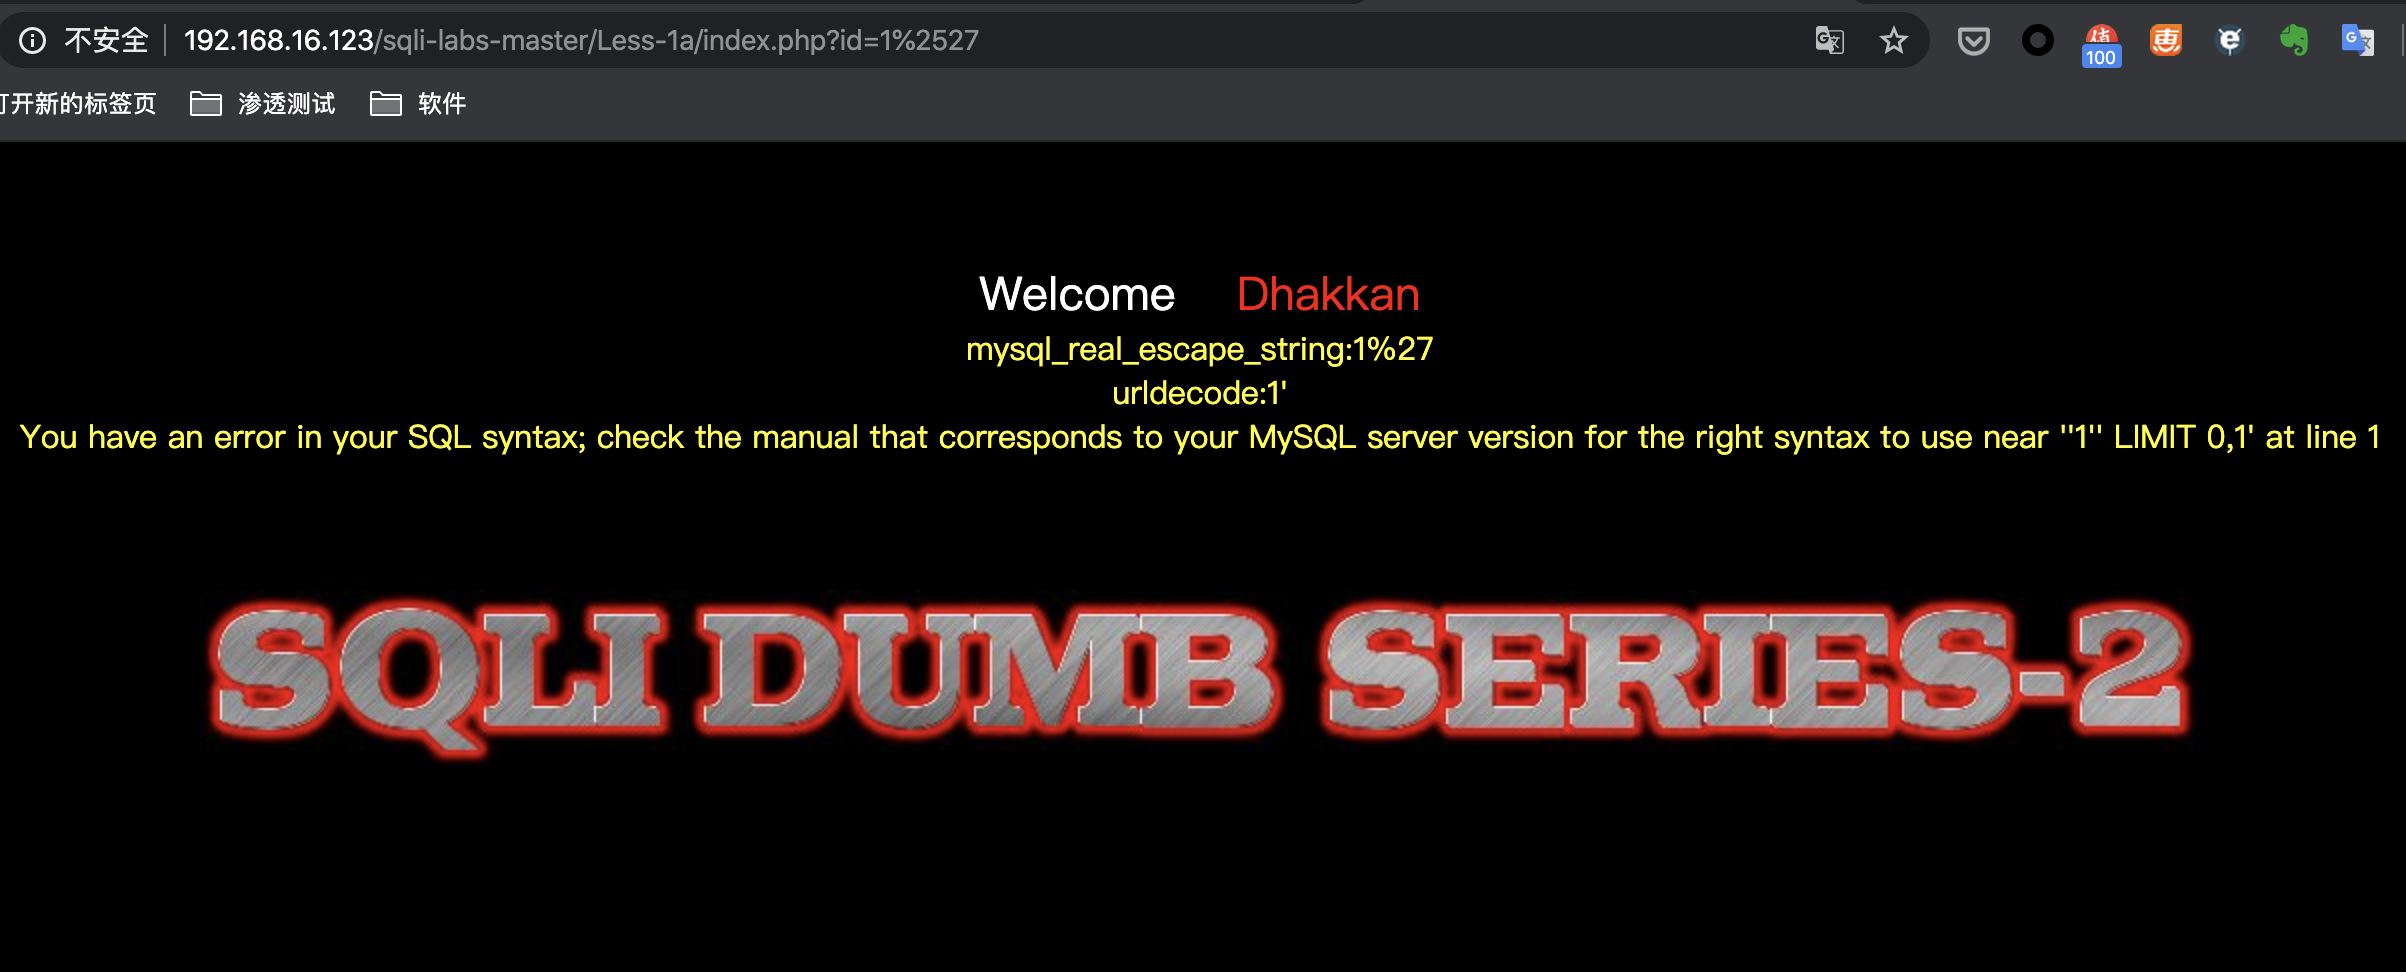 不安全 192.168.16.123/sqli-labs-master/Less-1a/index.php?id=1%2527
值 100 惠 e G 文
打开新的标签页 渗透测试 软件
Welcome Dhakkan
mysql_real_escape_string:1%27
urldecode:1'
You have an error in your SQL syntax; check the manual that corresponds to your MySQL server version for the right syntax to use near ''1'' LIMIT 0,1' at line 1
SQLI DUMB SERIES-2